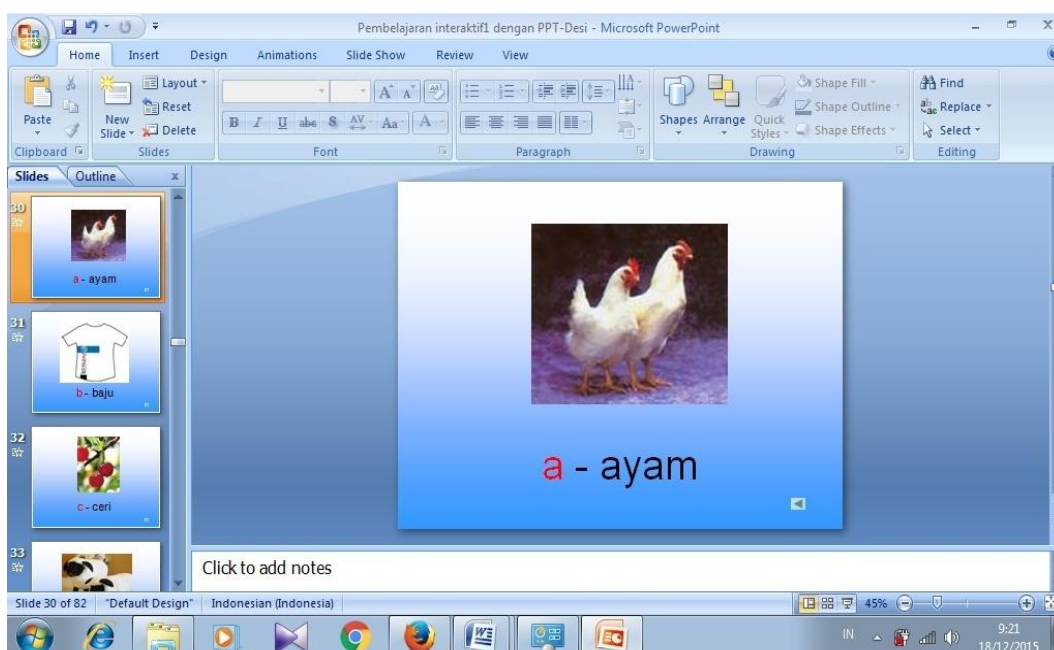 Pembelajaran interaktif1 dengan PPT-Desi - Microsoft PowerPoint
Home Insert Design Animations Slide Show Review View
Paste
Clipboard
New Slide
Layout
Reset
Delete
Slides
B I U abe S AV Aa A
Font
Paragraph
Shapes
Arrange
Quick Styles
Shape Fill
Shape Outline
Shape Effects
Drawing
Find
Replace
Select
Editing
Slides Outline x
30
a - ayam
31
b - baju
32
c - ceri
33
a - ayam
Click to add notes
Slide 30 of 82 "Default Design" Indonesian (Indonesia) 45%
IN 9:21
18/12/2015